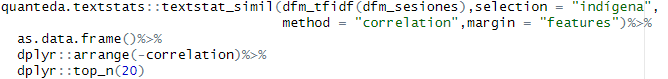 quanteda.textstats::textstat_simil(dfm_tfidf(dfm_sesiones),selection = "indígena",
method = "correlation",margin = "features")%>%
as.data.frame()%>%
dplyr::arrange(-correlation)%>%
dplyr::top_n(20)